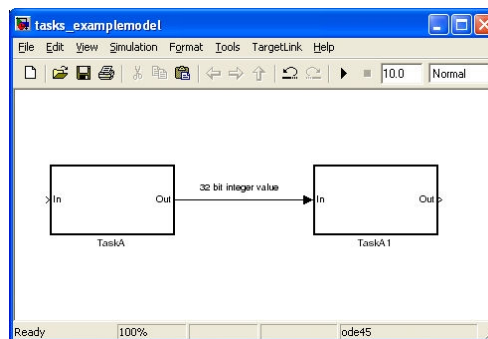 tasks_examplemodel
File Edit View Simulation Format Tools TargetLink Help
10.0 Normal
32 bit integer value
In Out In Out
TaskA TaskA1
Ready 100% ode45